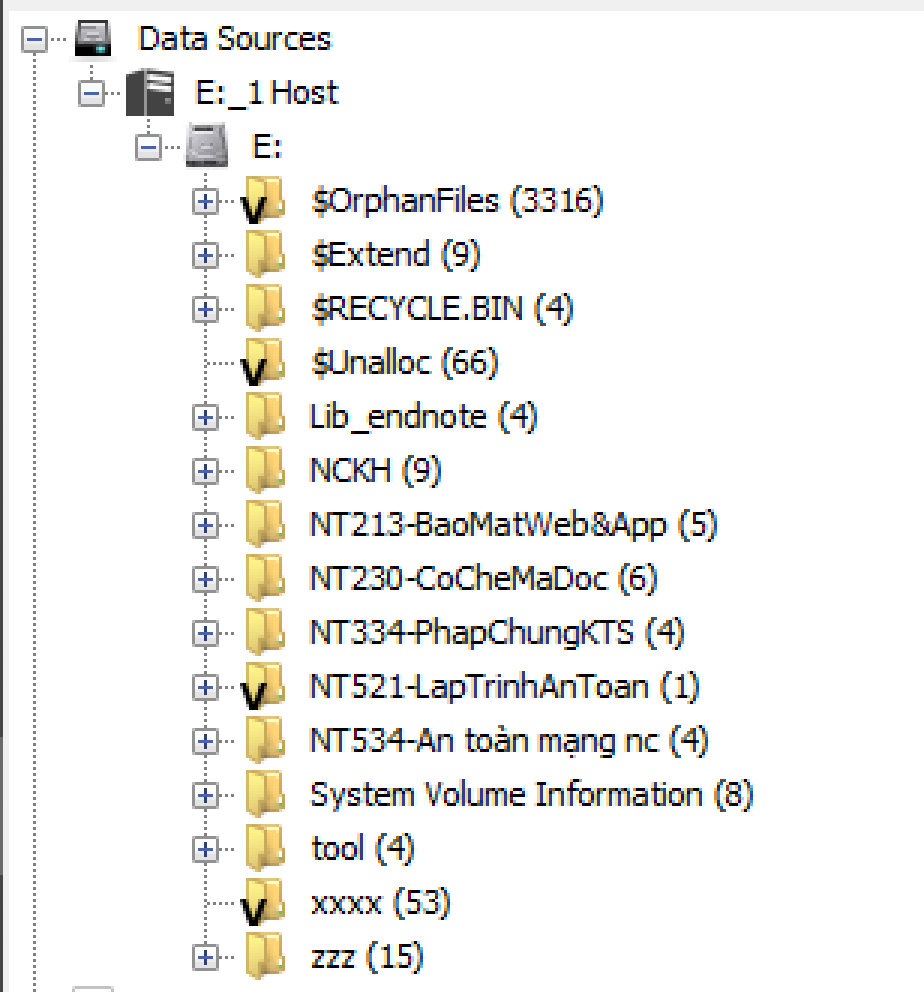 Data Sources
E:_1 Host
E:
$OrphanFiles (3316)
$Extend (9)
$RECYCLE.BIN (4)
$Unalloc (66)
Lib_endnote (4)
NCKH (9)
NT213-BaoMatWeb&App (5)
NT230-CoCheMaDoc (6)
NT334-PhapChungKTS (4)
NT521-LapTrinhAnToan (1)
NT534-An toàn mạng nc (4)
System Volume Information (8)
tool (4)
xxxx (53)
zzz (15)